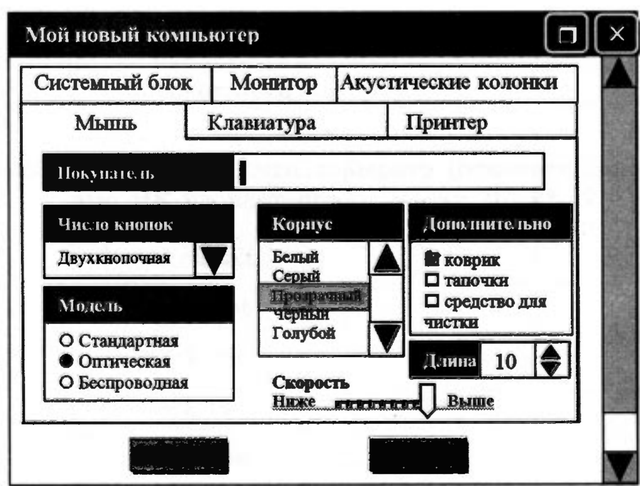 Мой новый компьютер
Системный блок Монитор Акустические колонки
Мышь Клавиатура Принтер
Покупатель
Число кнопок
Двухкнопочная
Модель
Стандартная
Оптическая
Беспроводная
Корпус
Белый
Серый
Прозрачный
Черный
Голубой
Дополнительно
коврик
тапочки
средство для
чистки
Длина 10
Скорость
Ниже Выше